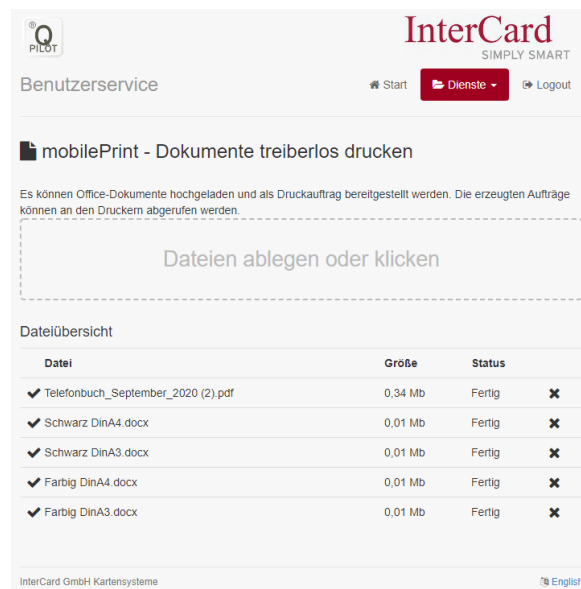 ®Q
PILOT
InterCard
SIMPLY SMART
Benutzerservice
Start
Dienste
Logout
mobilePrint - Dokumente treiberlos drucken
Es können Office-Dokumente hochgeladen und als Druckauftrag bereitgestellt werden. Die erzeugten Aufträge
können an den Druckern abgerufen werden.
Dateien ablegen oder klicken
Dateiübersicht
Datei Größe Status
Telefonbuch_September_2020 (2).pdf 0,34 Mb Fertig
Schwarz DinA4.docx 0,01 Mb Fertig
Schwarz DinA3.docx 0,01 Mb Fertig
Farbig DinA4.docx 0,01 Mb Fertig
Farbig DinA3.docx 0,01 Mb Fertig
InterCard GmbH Kartensysteme
English